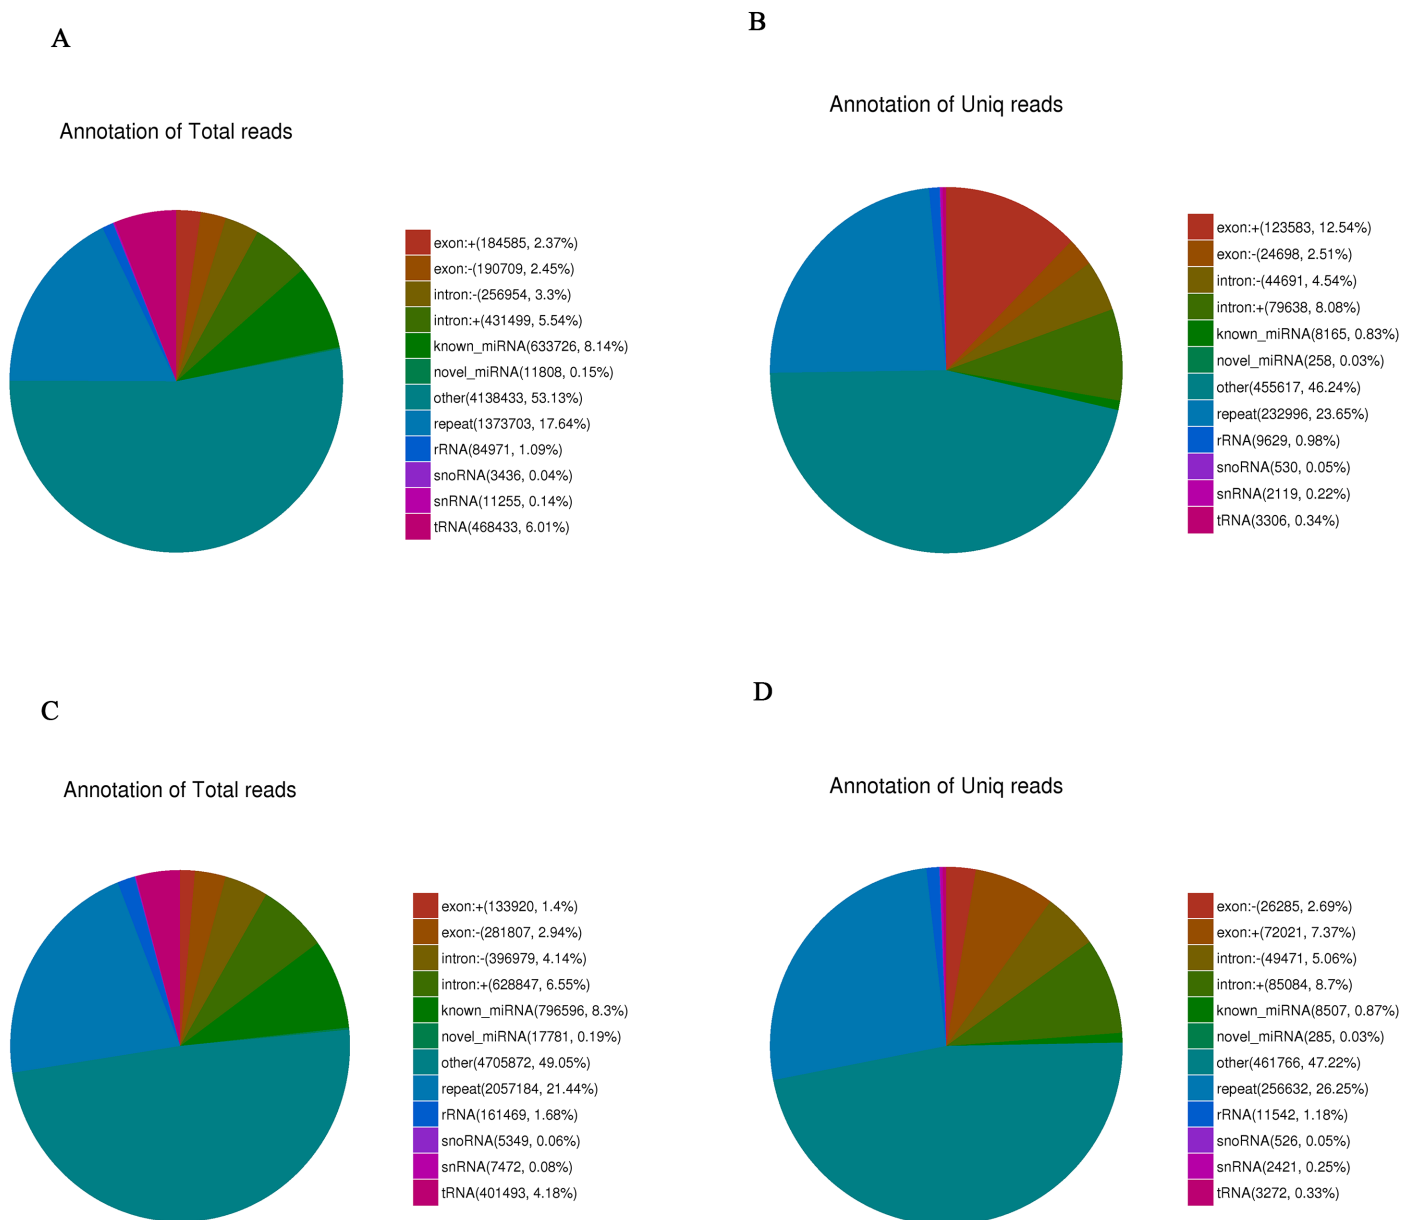 A
Annotation of Total reads
exon:+(184585, 2.37%)
exon:-(190709, 2.45%)
intron:-(256954, 3.3%)
intron:+(431499, 5.54%)
known_miRNA(633726, 8.14%)
novel_miRNA(11808, 0.15%)
other(4138433, 53.13%)
repeat(1373703, 17.64%)
rRNA(84971, 1.09%)
snoRNA(3436, 0.04%)
snRNA(11255, 0.14%)
tRNA(468433, 6.01%)
B
Annotation of Uniq reads
exon:+(123583, 12.54%)
exon:-(24698, 2.51%)
intron:-(44691, 4.54%)
intron:+(79638, 8.08%)
known_miRNA(8165, 0.83%)
novel_miRNA(258, 0.03%)
other(455617, 46.24%)
repeat(232996, 23.65%)
rRNA(9629, 0.98%)
snoRNA(530, 0.05%)
snRNA(2119, 0.22%)
tRNA(3306, 0.34%)
C
Annotation of Total reads
exon:+(133920, 1.4%)
exon:-(281807, 2.94%)
intron:-(396979, 4.14%)
intron:+(628847, 6.55%)
known_miRNA(796596, 8.3%)
novel_miRNA(17781, 0.19%)
other(4705872, 49.05%)
repeat(2057184, 21.44%)
rRNA(161469, 1.68%)
snoRNA(5349, 0.06%)
snRNA(7472, 0.08%)
tRNA(401493, 4.18%)
D
Annotation of Uniq reads
exon:-(26285, 2.69%)
exon:+(72021, 7.37%)
intron:-(49471, 5.06%)
intron:+(85084, 8.7%)
known_miRNA(8507, 0.87%)
novel_miRNA(285, 0.03%)
other(461766, 47.22%)
repeat(256632, 26.25%)
rRNA(11542, 1.18%)
snoRNA(526, 0.05%)
snRNA(2421, 0.25%)
tRNA(3272, 0.33%)